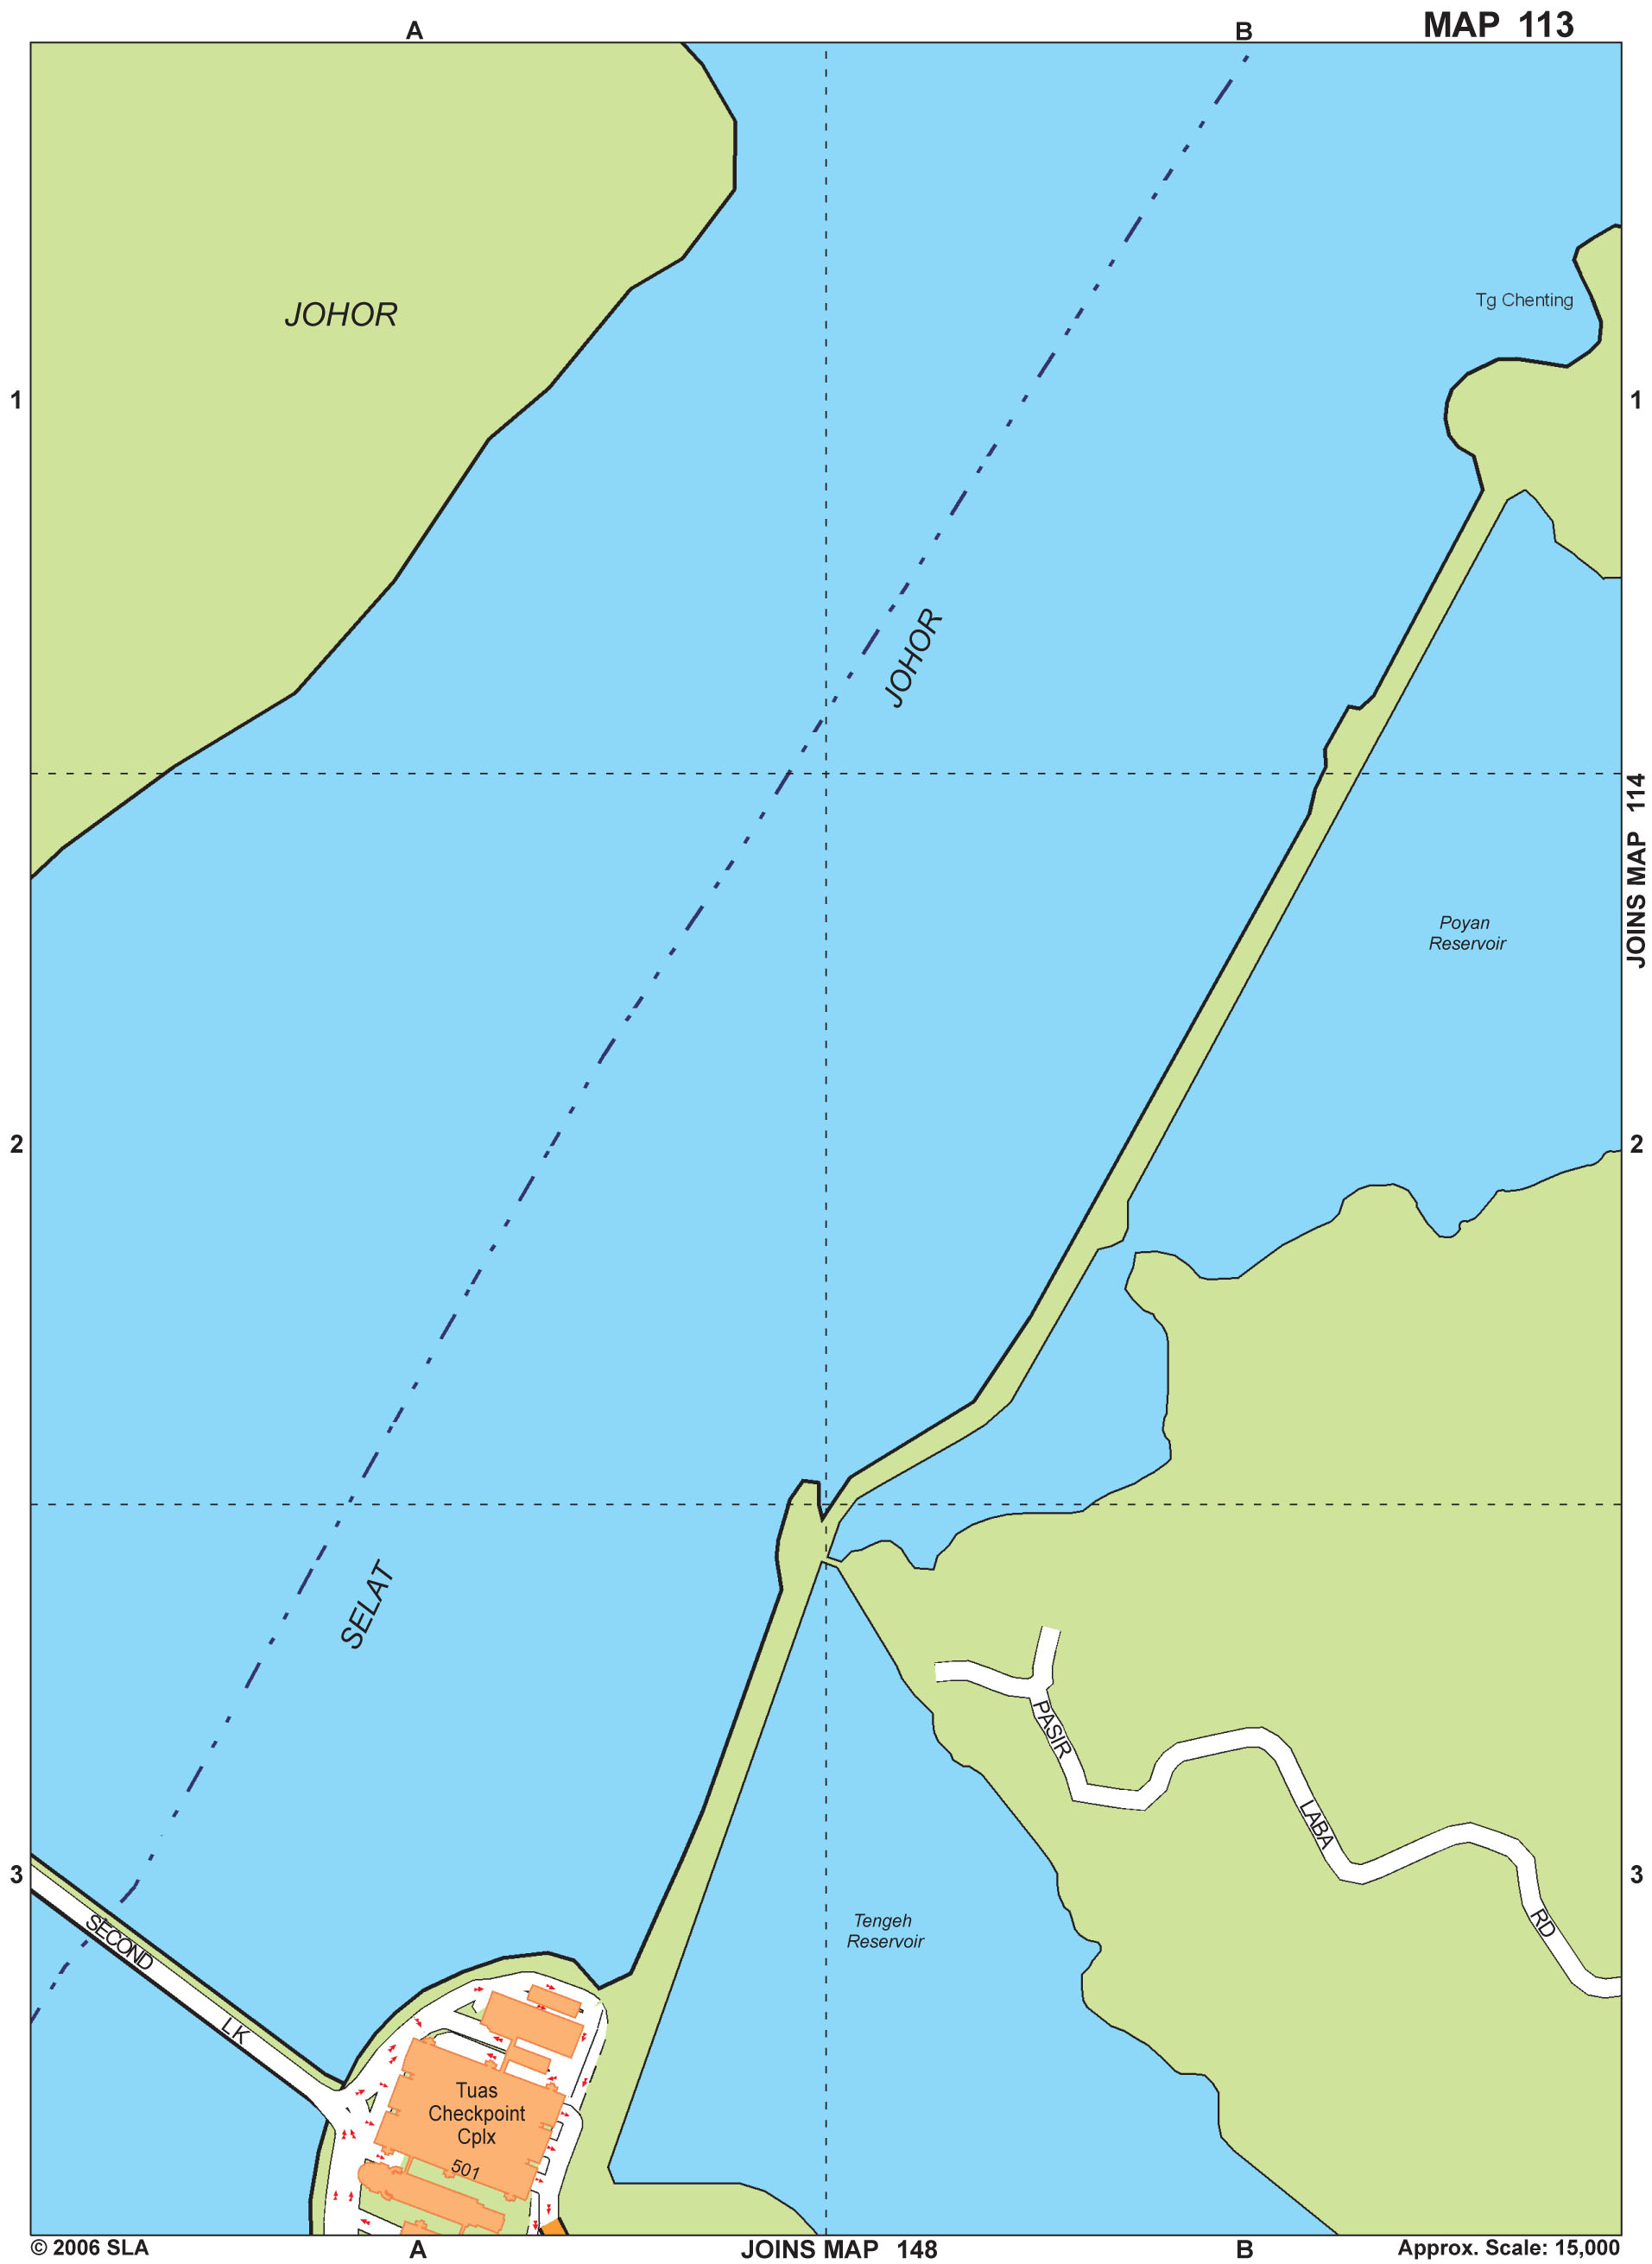 MAP 113
A
B
JOHOR
Tg Chenting
1
1
JOHOR
JOINS MAP 114
Poyan
Reservoir
2
2
SELAT
PASIR
LABA
RD
3
3
SECOND
LK
Tengeh
Reservoir
Tuas
Checkpoint
Cplx
501
© 2006 SLA
A
JOINS MAP 148
B
Approx. Scale: 15,000